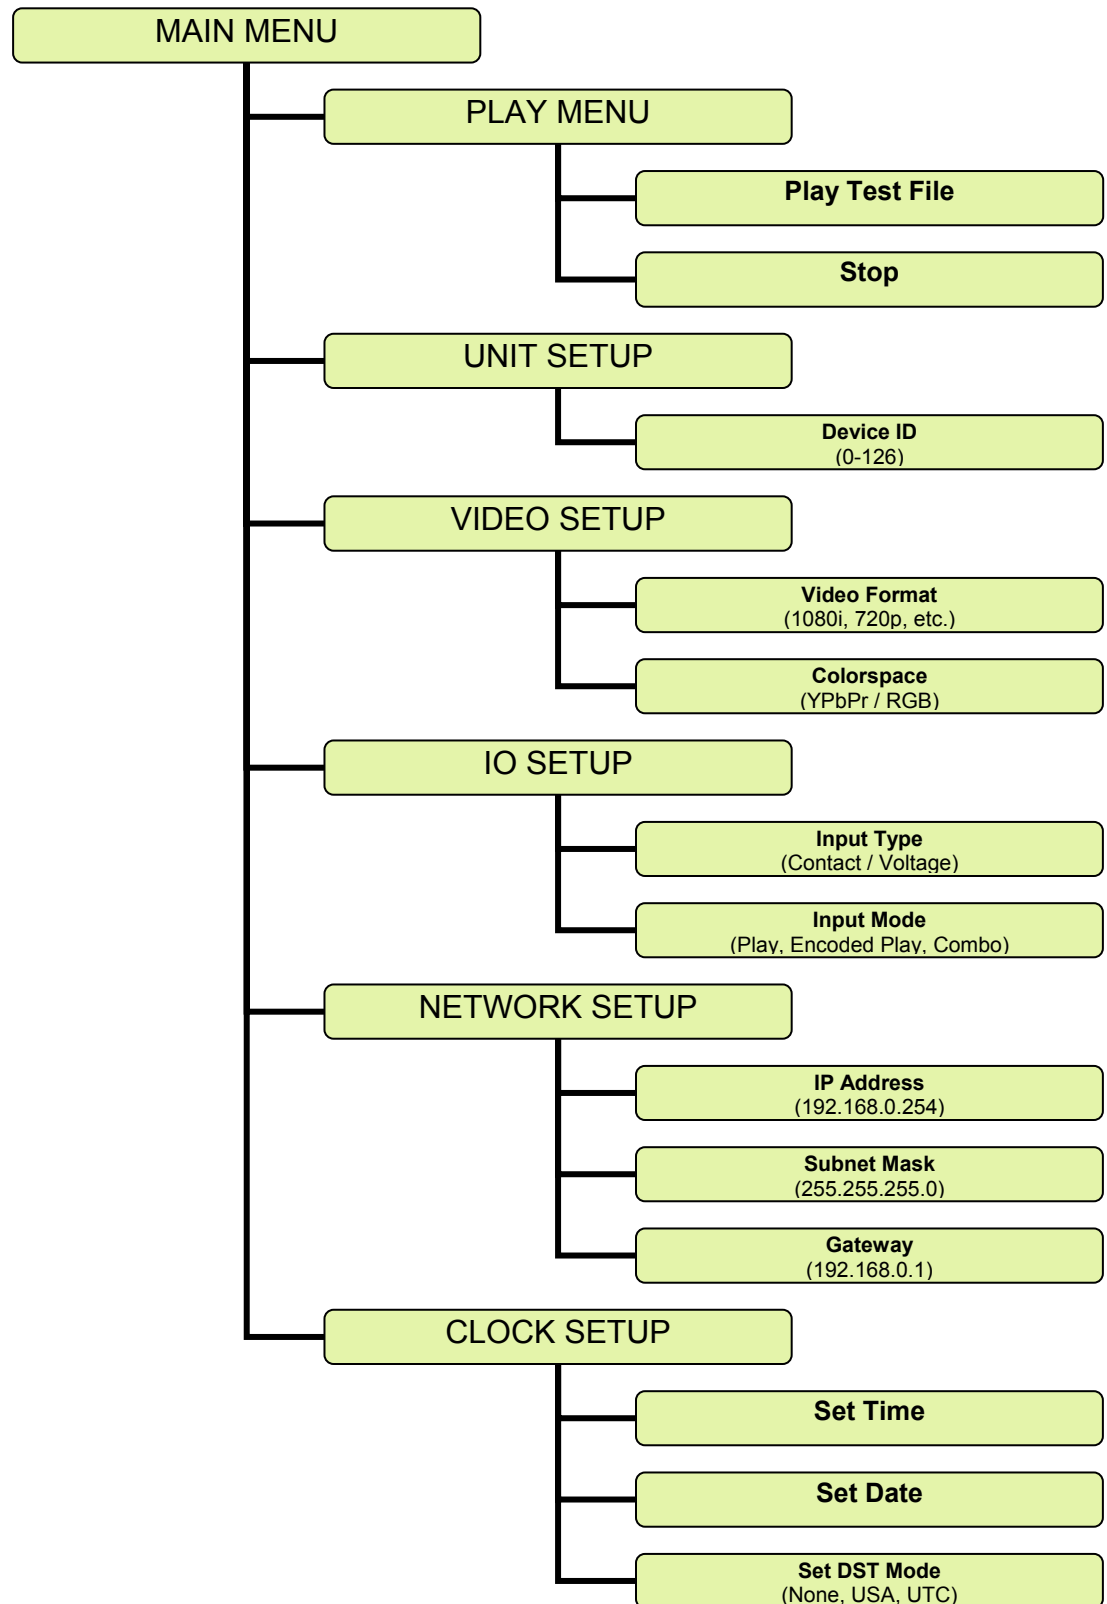 MAIN MENU
PLAY MENU
Play Test File
Stop
UNIT SETUP
Device ID
(0-126)
VIDEO SETUP
Video Format
(1080i, 720p, etc.)
Colorspace
(YPbPr / RGB)
IO SETUP
Input Type
(Contact / Voltage)
Input Mode
(Play, Encoded Play, Combo)
NETWORK SETUP
IP Address
(192.168.0.254)
Subnet Mask
(255.255.255.0)
Gateway
(192.168.0.1)
CLOCK SETUP
Set Time
Set Date
Set DST Mode
(None, USA, UTC)